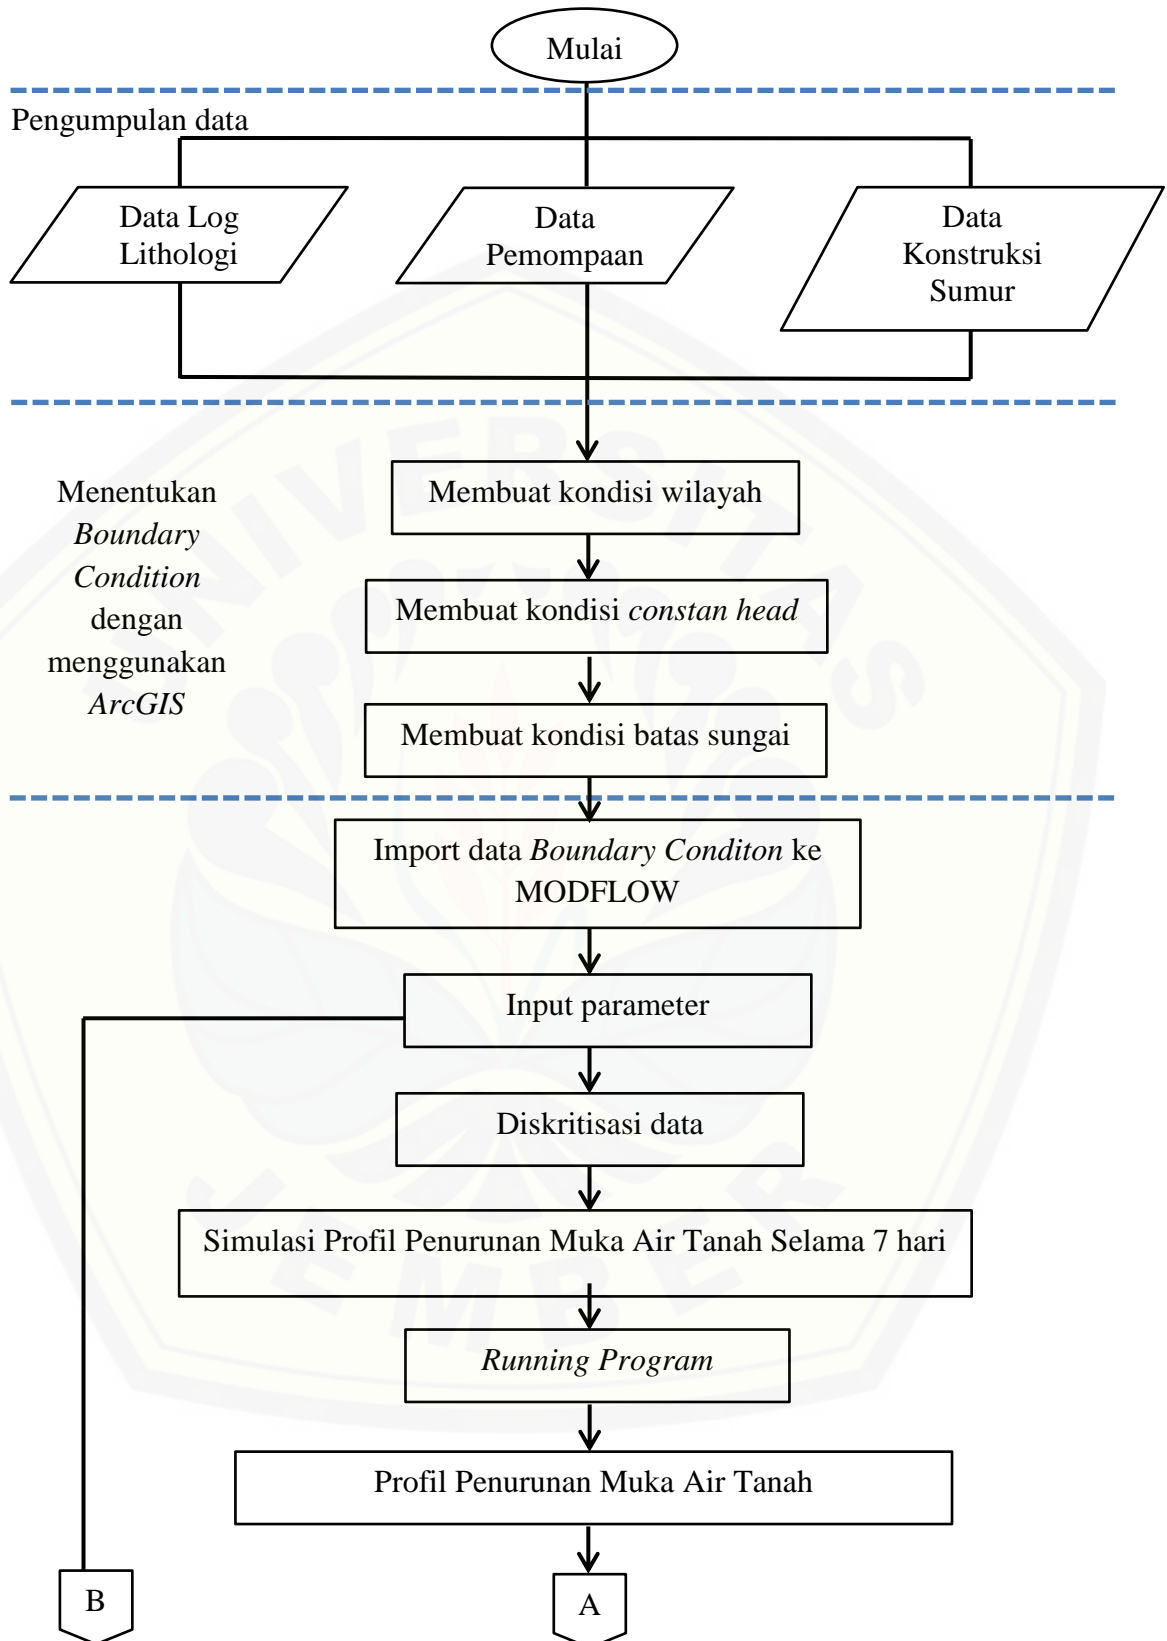 Mulai
Pengumpulan data
Data Log
Lithologi
Data
Pemompaan
Data
Konstruksi
Sumur
Menentukan
Boundary
Condition
dengan
menggunakan
ArcGIS
Membuat kondisi wilayah
Membuat kondisi constan head
Membuat kondisi batas sungai
Import data Boundary Conditon ke
MODFLOW
Input parameter
Diskritisasi data
Simulasi Profil Penurunan Muka Air Tanah Selama 7 hari
Running Program
Profil Penurunan Muka Air Tanah
B
A
UNIVERSITAS
JEMBER